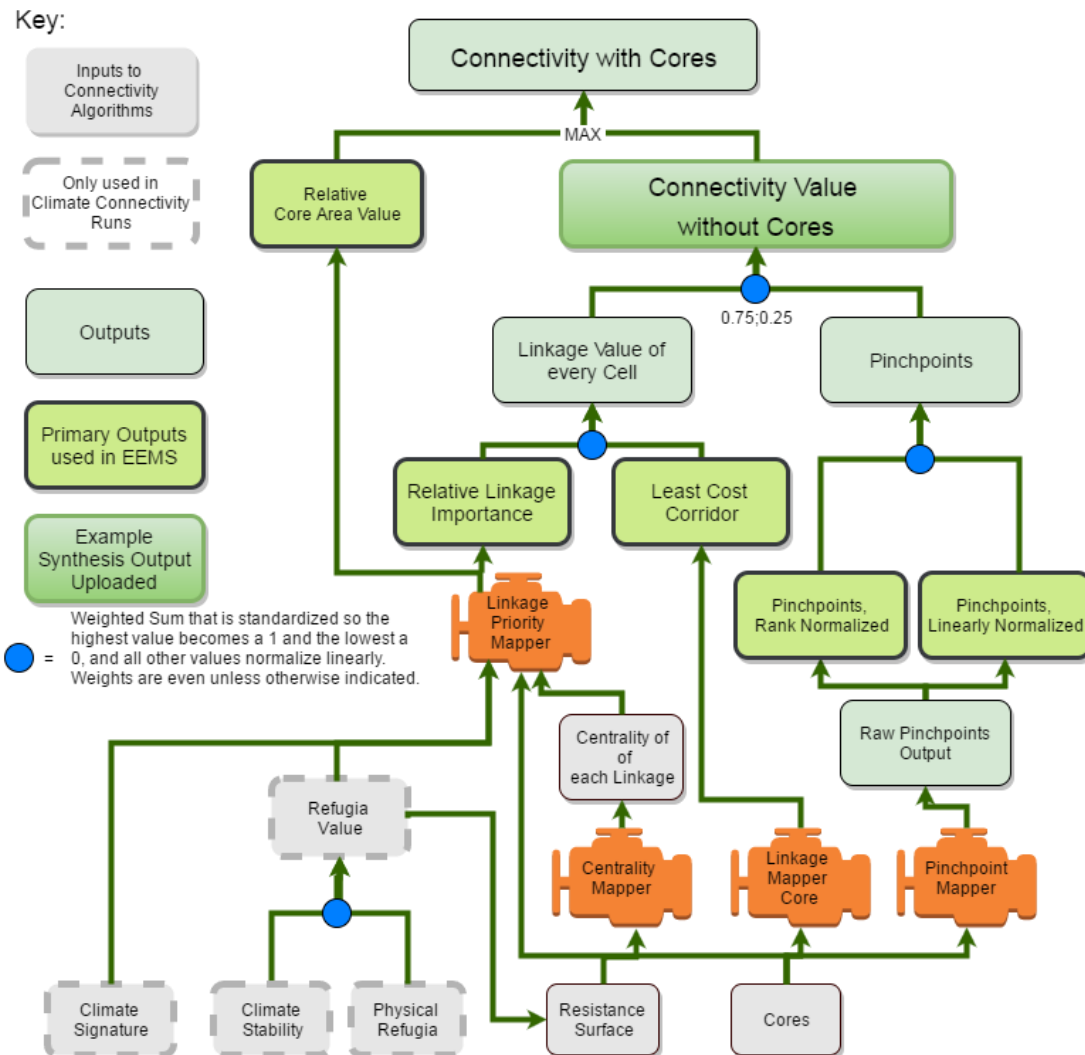 Key:
Inputs to
Connectivity
Algorithms
Only used in
Climate Connectivity
Runs
Outputs
Primary Outputs
used in EEMS
Example
Synthesis Output
Uploaded
=
Weighted Sum that is standardized so the
highest value becomes a 1 and the lowest a
0, and all other values normalize linearly.
Weights are even unless otherwise indicated.
Connectivity with Cores
MAX
Relative
Core Area Value
Connectivity Value
without Cores
0.75;0.25
Linkage Value of
every Cell
Pinchpoints
Relative Linkage
Importance
Least Cost
Corridor
Pinchpoints,
Rank Normalized
Pinchpoints,
Linearly Normalized
Linkage
Priority
Mapper
Centrality of
of
each Linkage
Raw Pinchpoints
Output
Refugia
Value
Centrality
Mapper
Linkage
Mapper
Core
Pinchpoint
Mapper
Climate
Signature
Climate
Stability
Physical
Refugia
Resistance
Surface
Cores